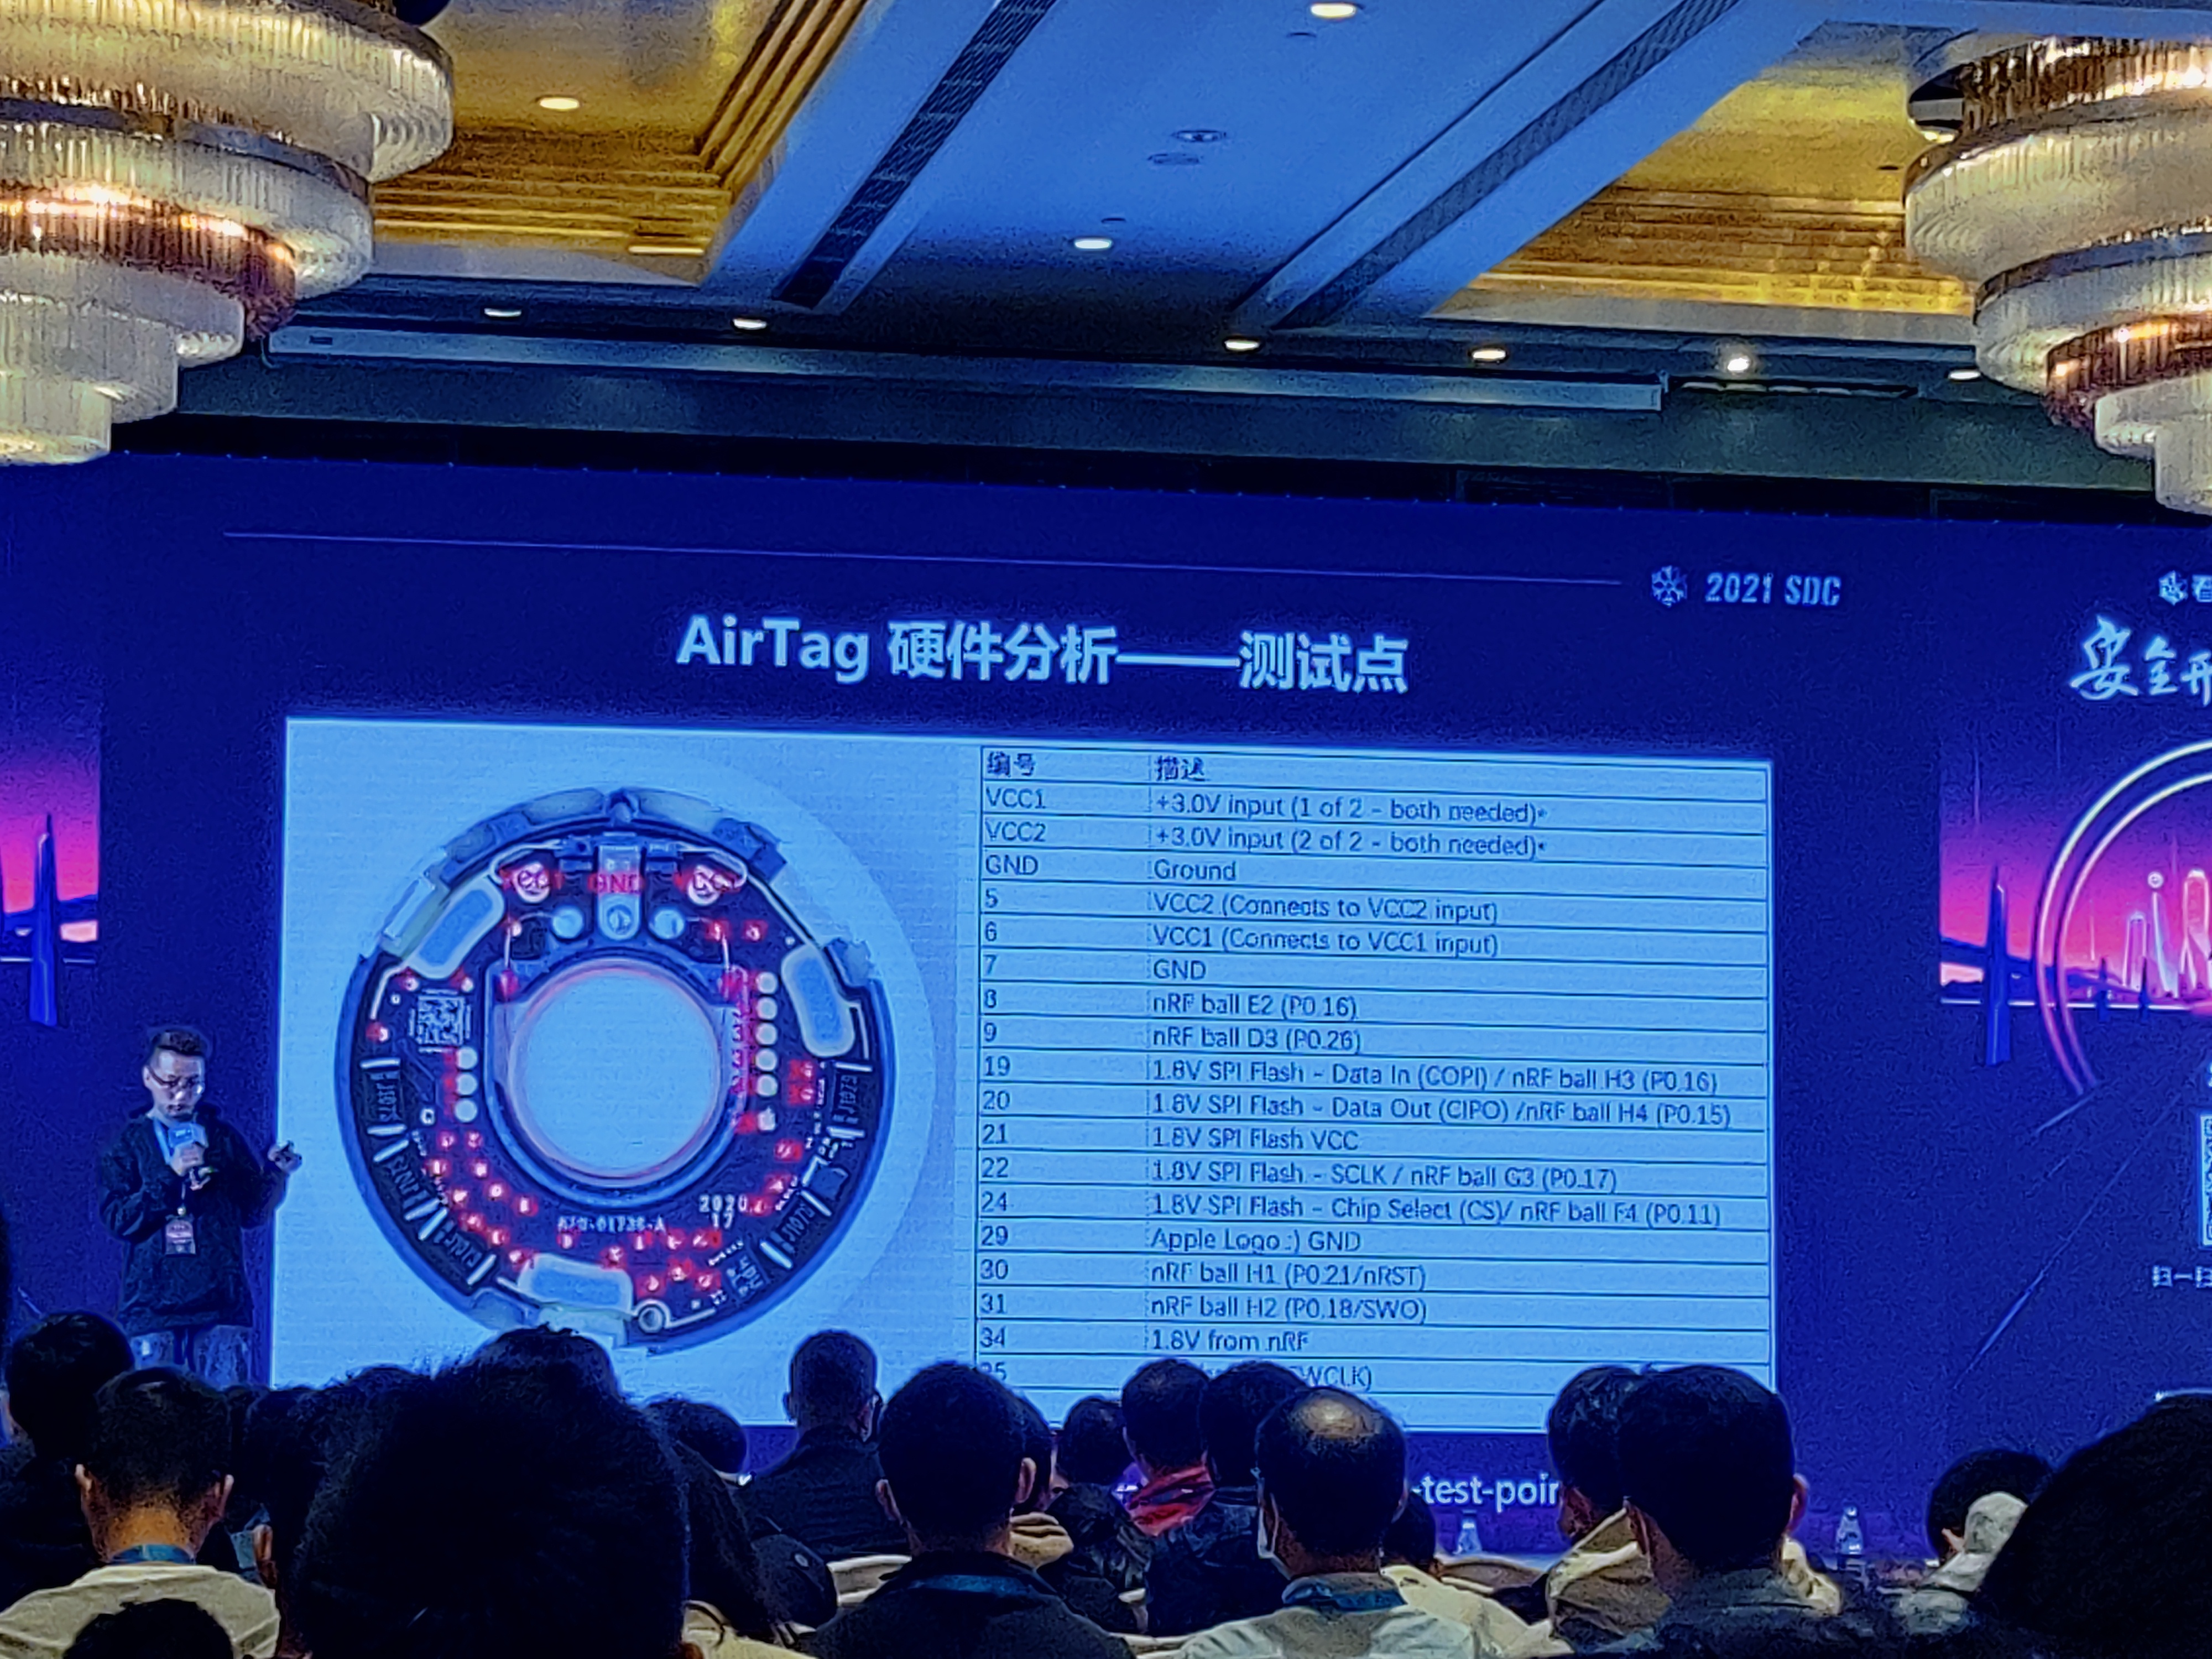 2021 SDC
AirTag 硬件分析——测试点
安全开
编号 描述
VCC1 +3.0V input (1 of 2 - both needed)*
VCC2 +3.0V input (2 of 2 - both needed)*
GND Ground
5 VCC2 (Connects to VCC2 input)
6 VCC1 (Connects to VCC1 input)
7 GND
8 nRF ball E2 (P0.16)
9 nRF ball D3 (P0.26)
19 1.8V SPI Flash - Data In (COPI) / nRF ball H3 (P0.16)
20 1.8V SPI Flash - Data Out (CIPO) /nRF ball H4 (P0.15)
21 1.8V SPI Flash VCC
22 1.8V SPI Flash - SCLK / nRF ball G3 (P0.17)
24 1.8V SPI Flash - Chip Select (CS)/ nRF ball F4 (P0.11)
29 Apple Logo :) GND
30 nRF ball H1 (P0.21/nRST)
31 nRF ball H2 (P0.18/SWO)
34 1.8V from nRF
35 WCLK)
GND
2020
17
扫一扫
-test-poin